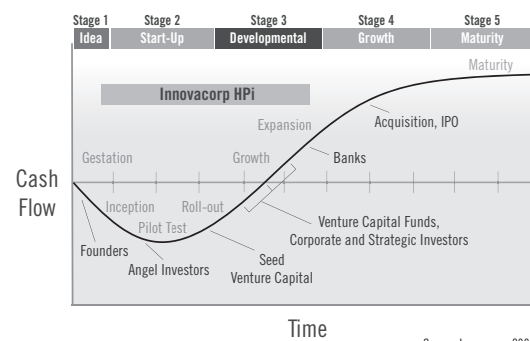 Stage 1 Stage 2 Stage 3 Stage 4 Stage 5
Idea Start-Up Developmental Growth Maturity
Maturity
Innovacorp HPi
Expansion
Acquisition, IPO
Gestation
Growth
Banks
Cash
Flow
Inception
Roll-out
Pilot Test
Founders
Venture Capital Funds,
Corporate and Strategic Investors
Angel Investors
Seed
Venture Capital
Time